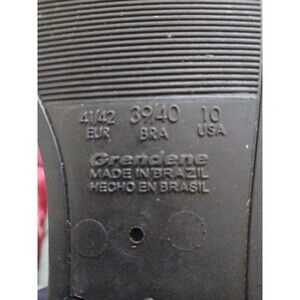 41/42 39/40 10
EUR BRA USA
Grendene
MADE IN BRAZIL
HECHO EN BRASIL